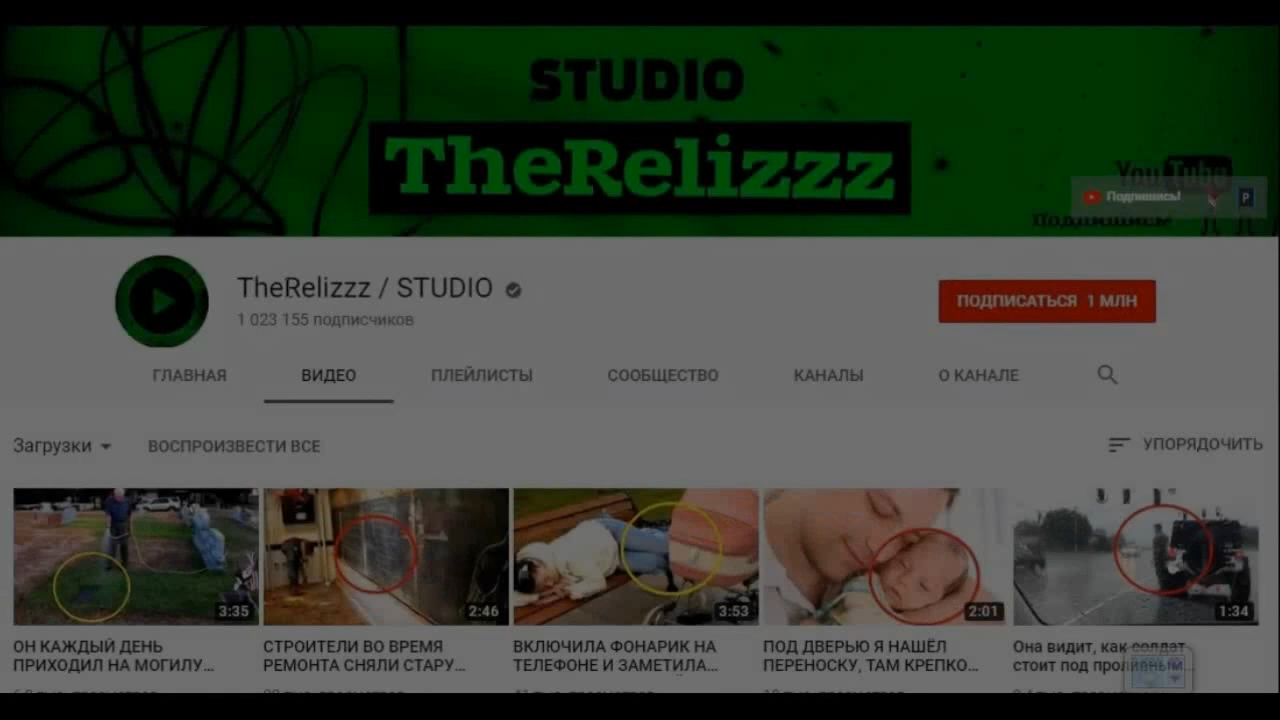 STUDIO
TheRelizzz
YouTube
Подпишись!
P
Подпишись
TheRelizzz / STUDIO
1 023 155 подписчиков
ПОДПИСАТЬСЯ 1 МЛН
ГЛАВНАЯ ВИДЕО ПЛЕЙЛИСТЫ СООБЩЕСТВО КАНАЛЫ О КАНАЛЕ
Загрузки ВОСПРОИЗВЕСТИ ВСЕ УПОРЯДОЧИТЬ
3:35 2:46 3:53 2:01 1:34
ОН КАЖДЫЙ ДЕНЬ
ПРИХОДИЛ НА МОГИЛУ...
СТРОИТЕЛИ ВО ВРЕМЯ
РЕМОНТА СНЯЛИ СТАРУ...
ВКЛЮЧИЛА ФОНАРИК НА
ТЕЛЕФОНЕ И ЗАМЕТИЛА...
ПОД ДВЕРЬЮ Я НАШЁЛ
ПЕРЕНОСКУ, ТАМ КРЕПКО...
Она видит, как солдат
стоит под проливным...